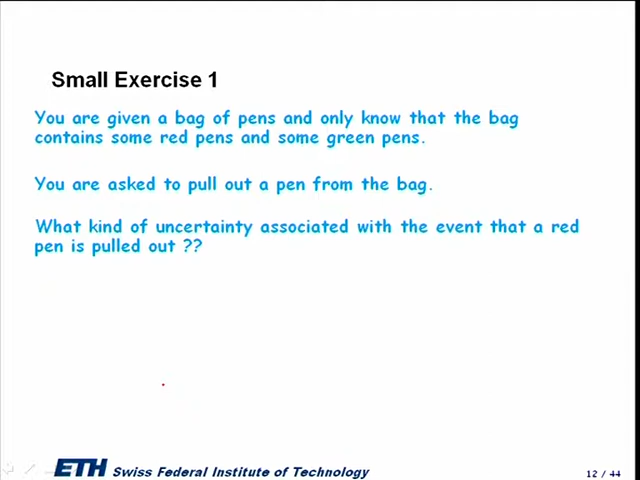 Small Exercise 1
You are given a bag of pens and only know that the bag
contains some red pens and some green pens.
You are asked to pull out a pen from the bag.
What kind of uncertainty associated with the event that a red
pen is pulled out ??
ETH Swiss Federal Institute of Technology
12 / 44